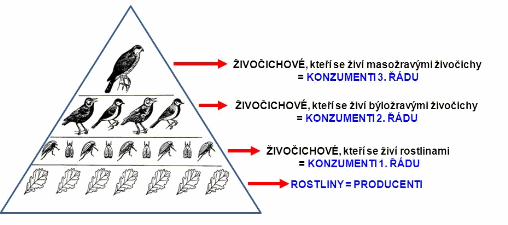 ŽIVOČICHOVÉ, kteří se živí masožravými živočichy
= KONZUMENTI 3. ŘÁDU
ŽIVOČICHOVÉ, kteří se živí býložravými živočichy
= KONZUMENTI 2. ŘÁDU
ŽIVOČICHOVÉ, kteří se živí rostlinami
= KONZUMENTI 1. ŘÁDU
ROSTLINY = PRODUCENTI